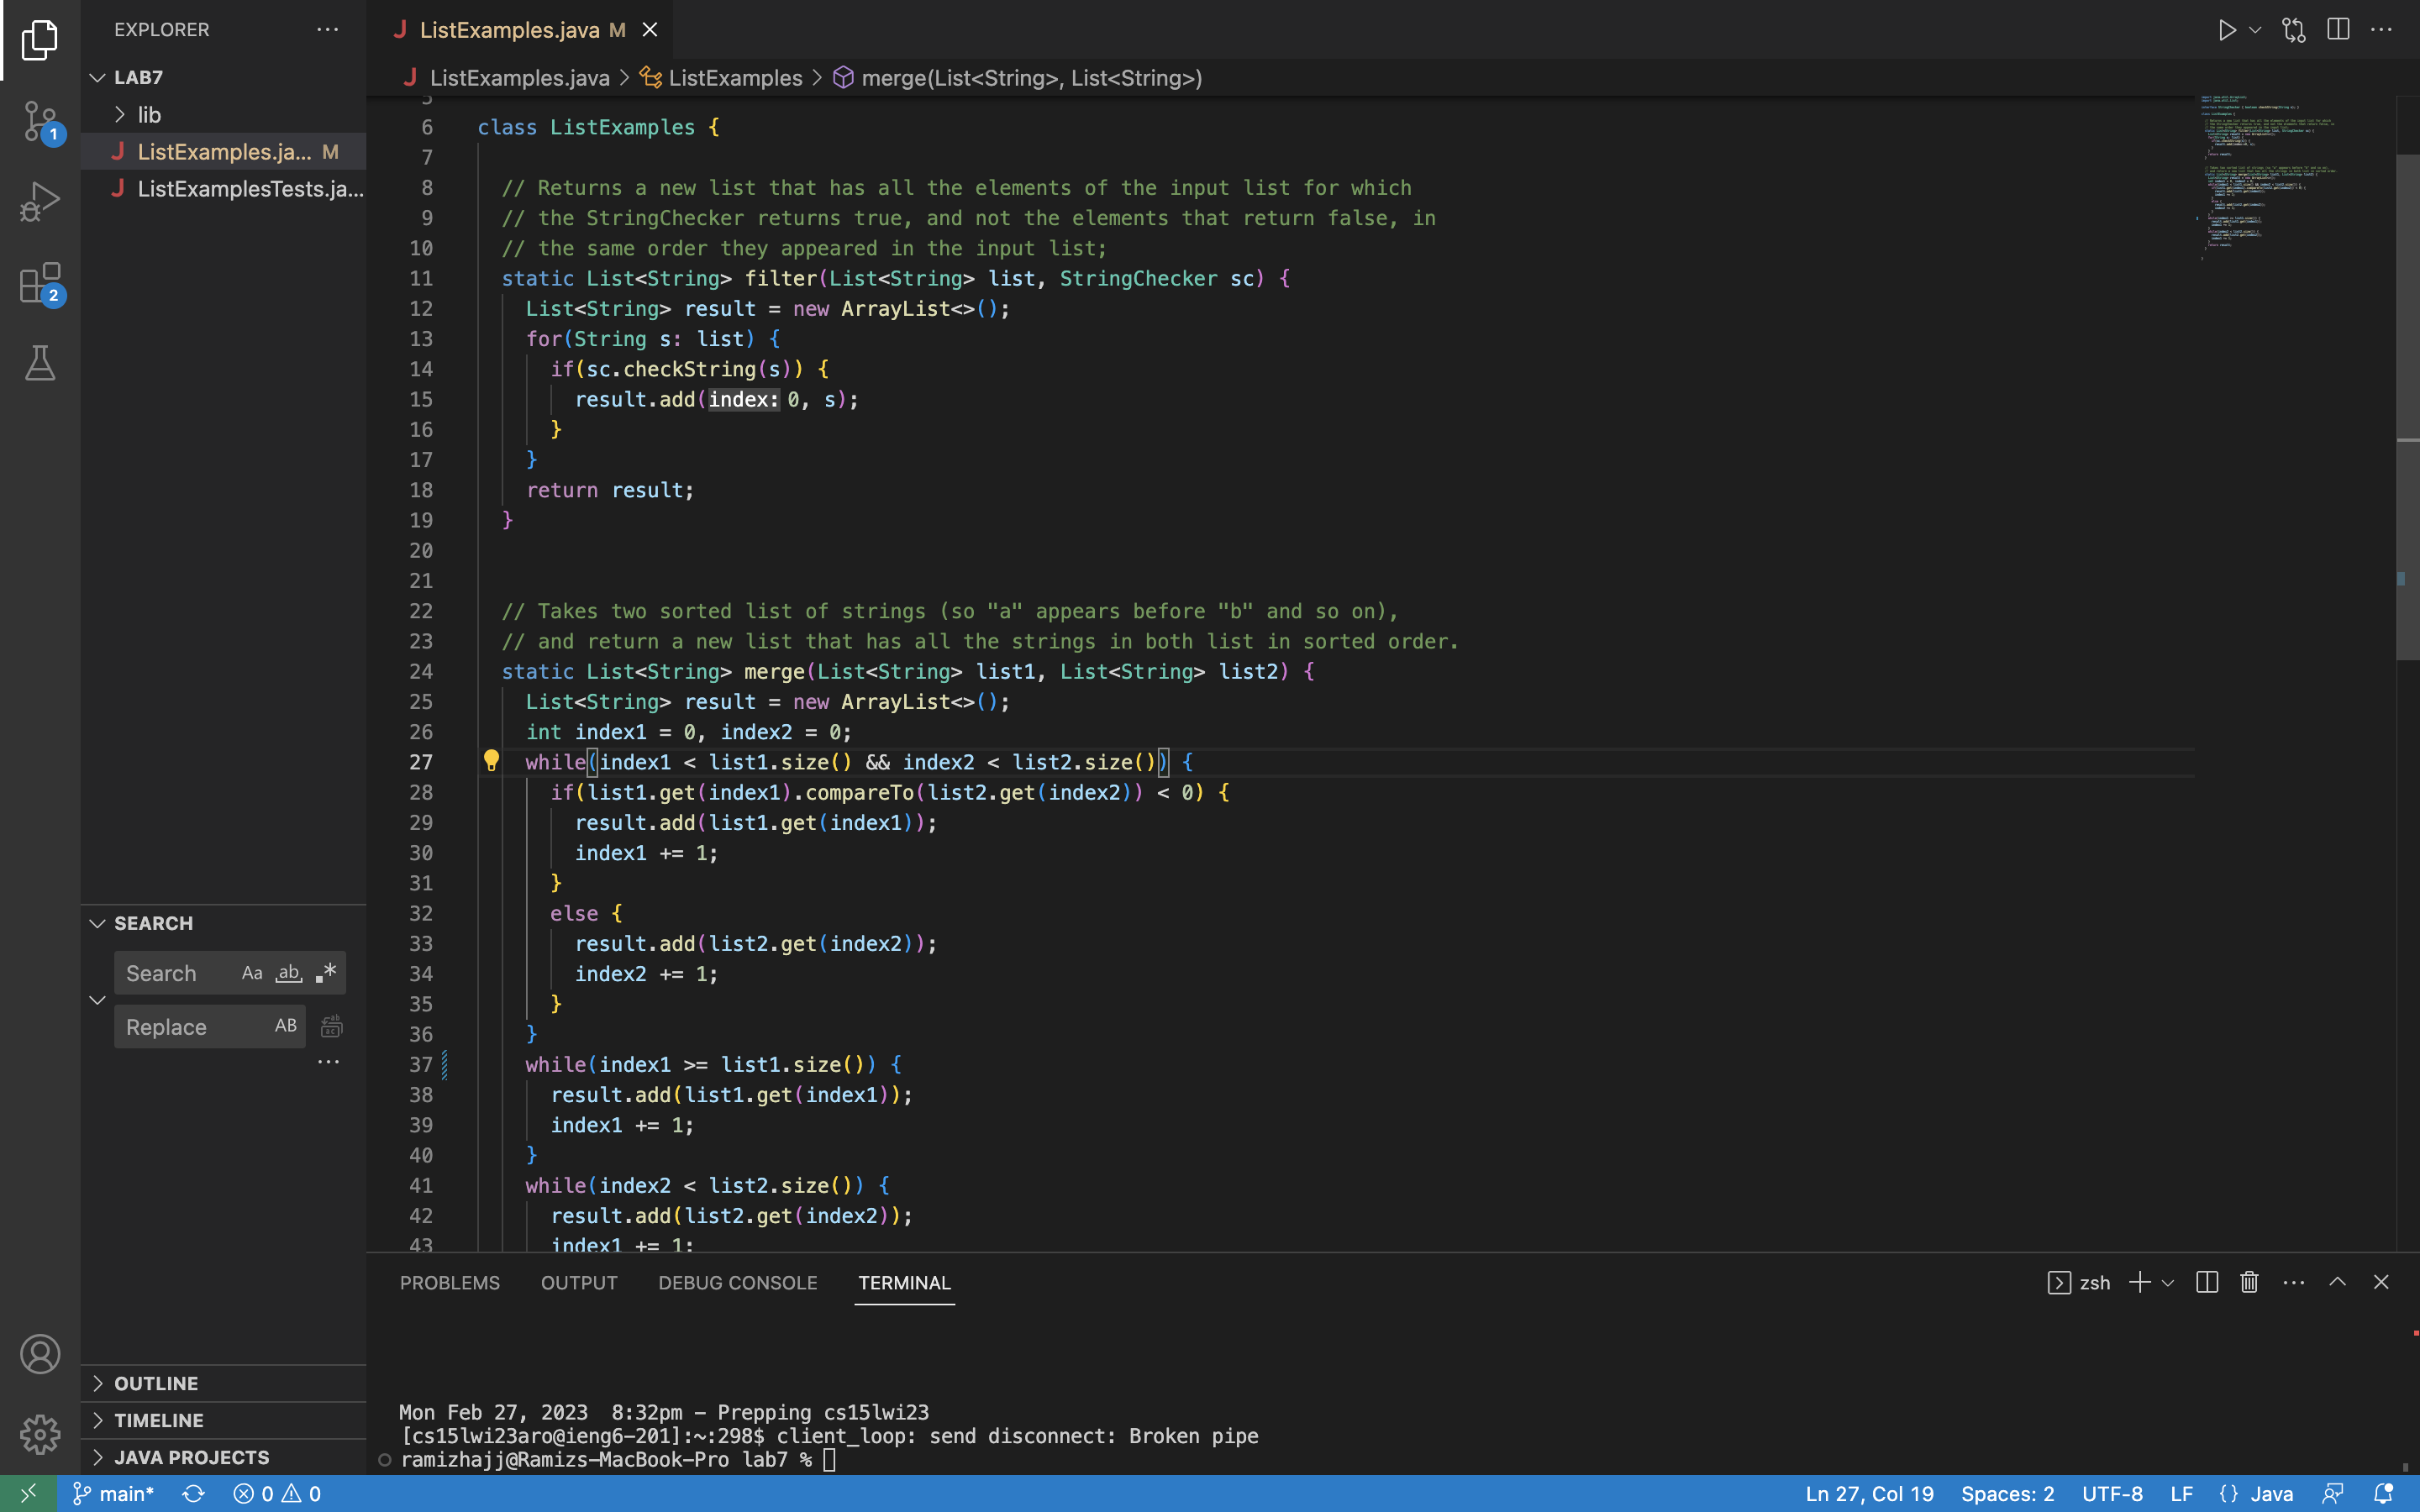 EXPLORER
LAB7
lib
ListExamples.ja... M
ListExamplesTests.ja...
1
2
SEARCH
Search Aa ab .*
Replace AB
OUTLINE
TIMELINE
JAVA PROJECTS
J ListExamples.java M
J ListExamples.java > ListExamples > merge(List<String>, List<String>)
5
6 class ListExamples {
7
8 // Returns a new list that has all the elements of the input list for which
9 // the StringChecker returns true, and not the elements that return false, in
10 // the same order they appeared in the input list;
11 static List<String> filter(List<String> list, StringChecker sc) {
12 List<String> result = new ArrayList<>();
13 for(String s: list) {
14 if(sc.checkString(s)) {
15 result.add(index: 0, s);
16 }
17 }
18 return result;
19 }
20
21
22 // Takes two sorted list of strings (so "a" appears before "b" and so on),
23 // and return a new list that has all the strings in both list in sorted order.
24 static List<String> merge(List<String> list1, List<String> list2) {
25 List<String> result = new ArrayList<>();
26 int index1 = 0, index2 = 0;
27 while(index1 < list1.size() && index2 < list2.size()) {
28 if(list1.get(index1).compareTo(list2.get(index2)) < 0) {
29 result.add(list1.get(index1));
30 index1 += 1;
31 }
32 else {
33 result.add(list2.get(index2));
34 index2 += 1;
35 }
36 }
37 while(index1 >= list1.size()) {
38 result.add(list1.get(index1));
39 index1 += 1;
40 }
41 while(index2 < list2.size()) {
42 result.add(list2.get(index2));
43 index1 += 1;
PROBLEMS OUTPUT DEBUG CONSOLE TERMINAL zsh
Mon Feb 27, 2023  8:32pm - Prepping cs15lwi23
[cs15lwi23aro@ieng6-201]:~:298$ client_loop: send disconnect: Broken pipe
ramizhajj@Ramizs-MacBook-Pro lab7 %
main* 0 0 Ln 27, Col 19 Spaces: 2 UTF-8 LF {} Java